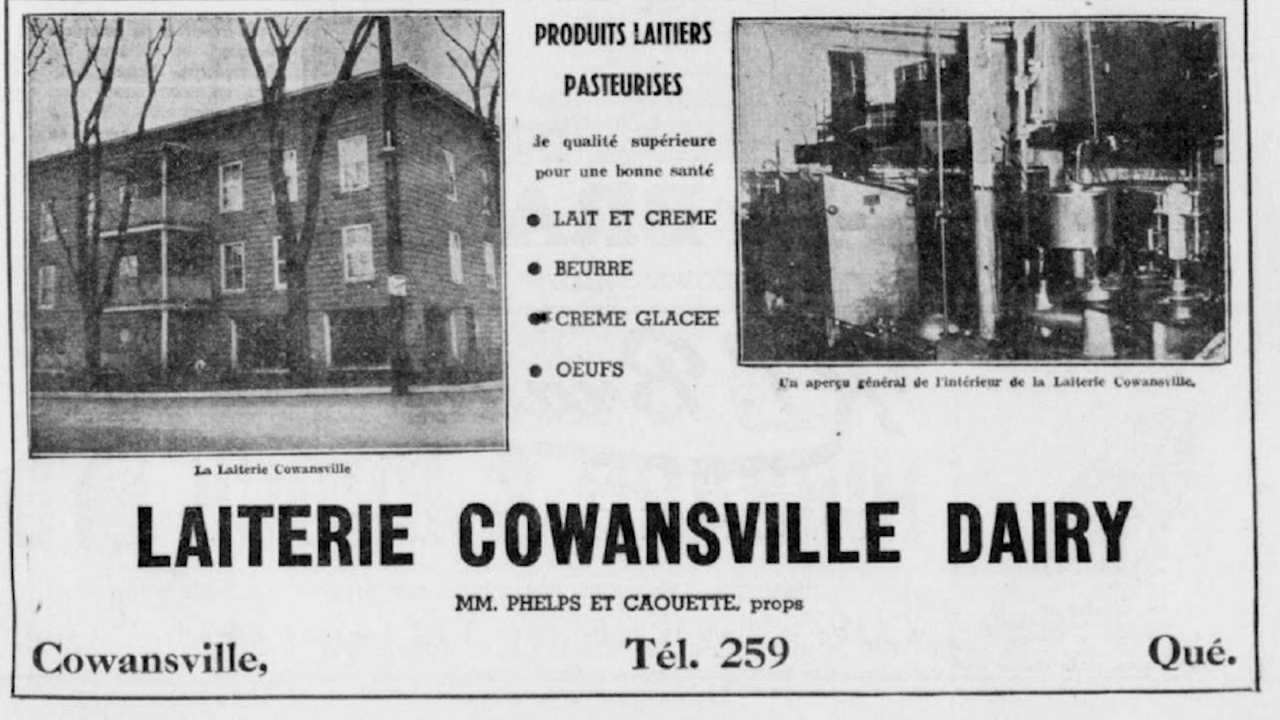 PRODUITS LAITIERS
PASTEURISES
de qualité supérieure
pour une bonne santé
● LAIT ET CREME
● BEURRE
● CREME GLACEE
● OEUFS
Un aperçu général de l'intérieur de la Laiterie Cowansville.
La Laiterie Cowansville
LAITERIE COWANSVILLE DAIRY
MM. PHELPS ET CAOUETTE, props
Cowansville, Tél. 259 Qué.